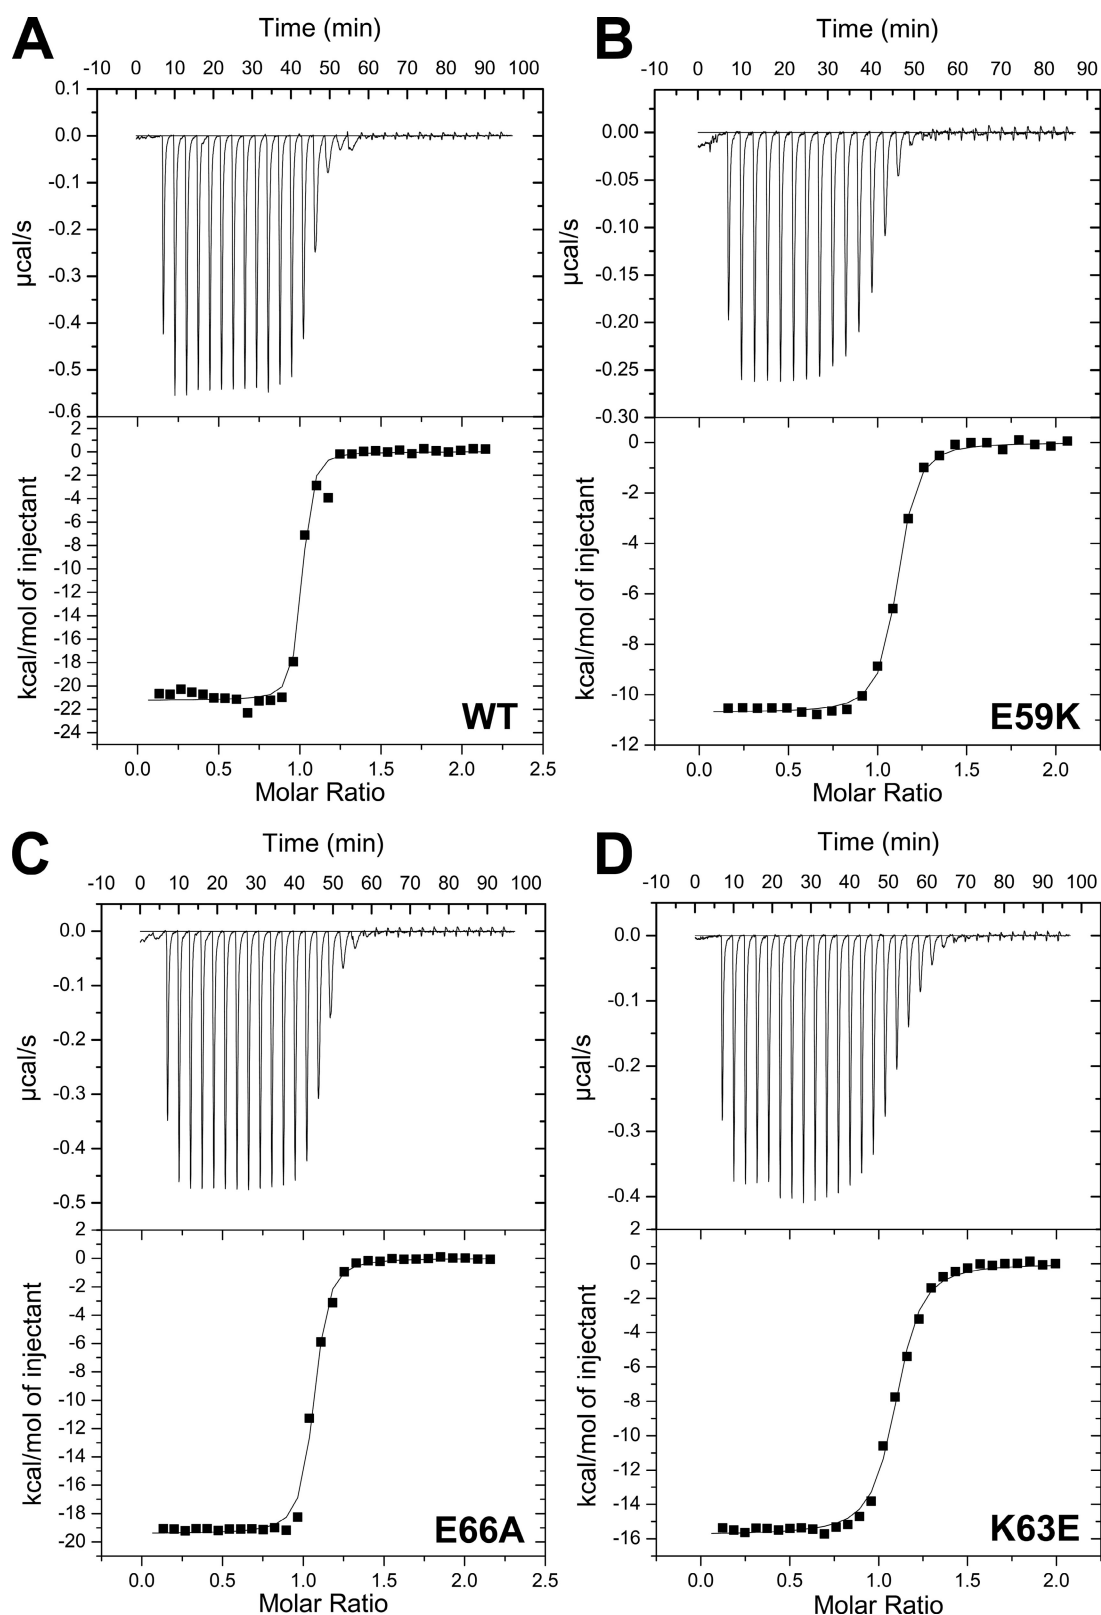 A
Time (min)
-10 0 10 20 30 40 50 60 70 80 90 100
0.1
0.0
-0.1
-0.2
-0.3
-0.4
-0.5
-0.6
µcal/s
2
0
-2
-4
-6
-8
-10
-12
-14
-16
-18
-20
-22
-24
kcal/mol of injectant
WT
0.0 0.5 1.0 1.5 2.0 2.5
Molar Ratio
B
Time (min)
-10 0 10 20 30 40 50 60 70 80 90
0.00
-0.05
-0.10
-0.15
-0.20
-0.25
-0.30
µcal/s
0
-2
-4
-6
-8
-10
-12
kcal/mol of injectant
E59K
0.0 0.5 1.0 1.5 2.0
Molar Ratio
C
Time (min)
-10 0 10 20 30 40 50 60 70 80 90 100
0.0
-0.1
-0.2
-0.3
-0.4
-0.5
µcal/s
2
0
-2
-4
-6
-8
-10
-12
-14
-16
-18
-20
kcal/mol of injectant
E66A
0.0 0.5 1.0 1.5 2.0 2.5
Molar Ratio
D
Time (min)
-10 0 10 20 30 40 50 60 70 80 90 100
0.0
-0.1
-0.2
-0.3
-0.4
µcal/s
2
0
-2
-4
-6
-8
-10
-12
-14
-16
kcal/mol of injectant
K63E
0.0 0.5 1.0 1.5 2.0
Molar Ratio